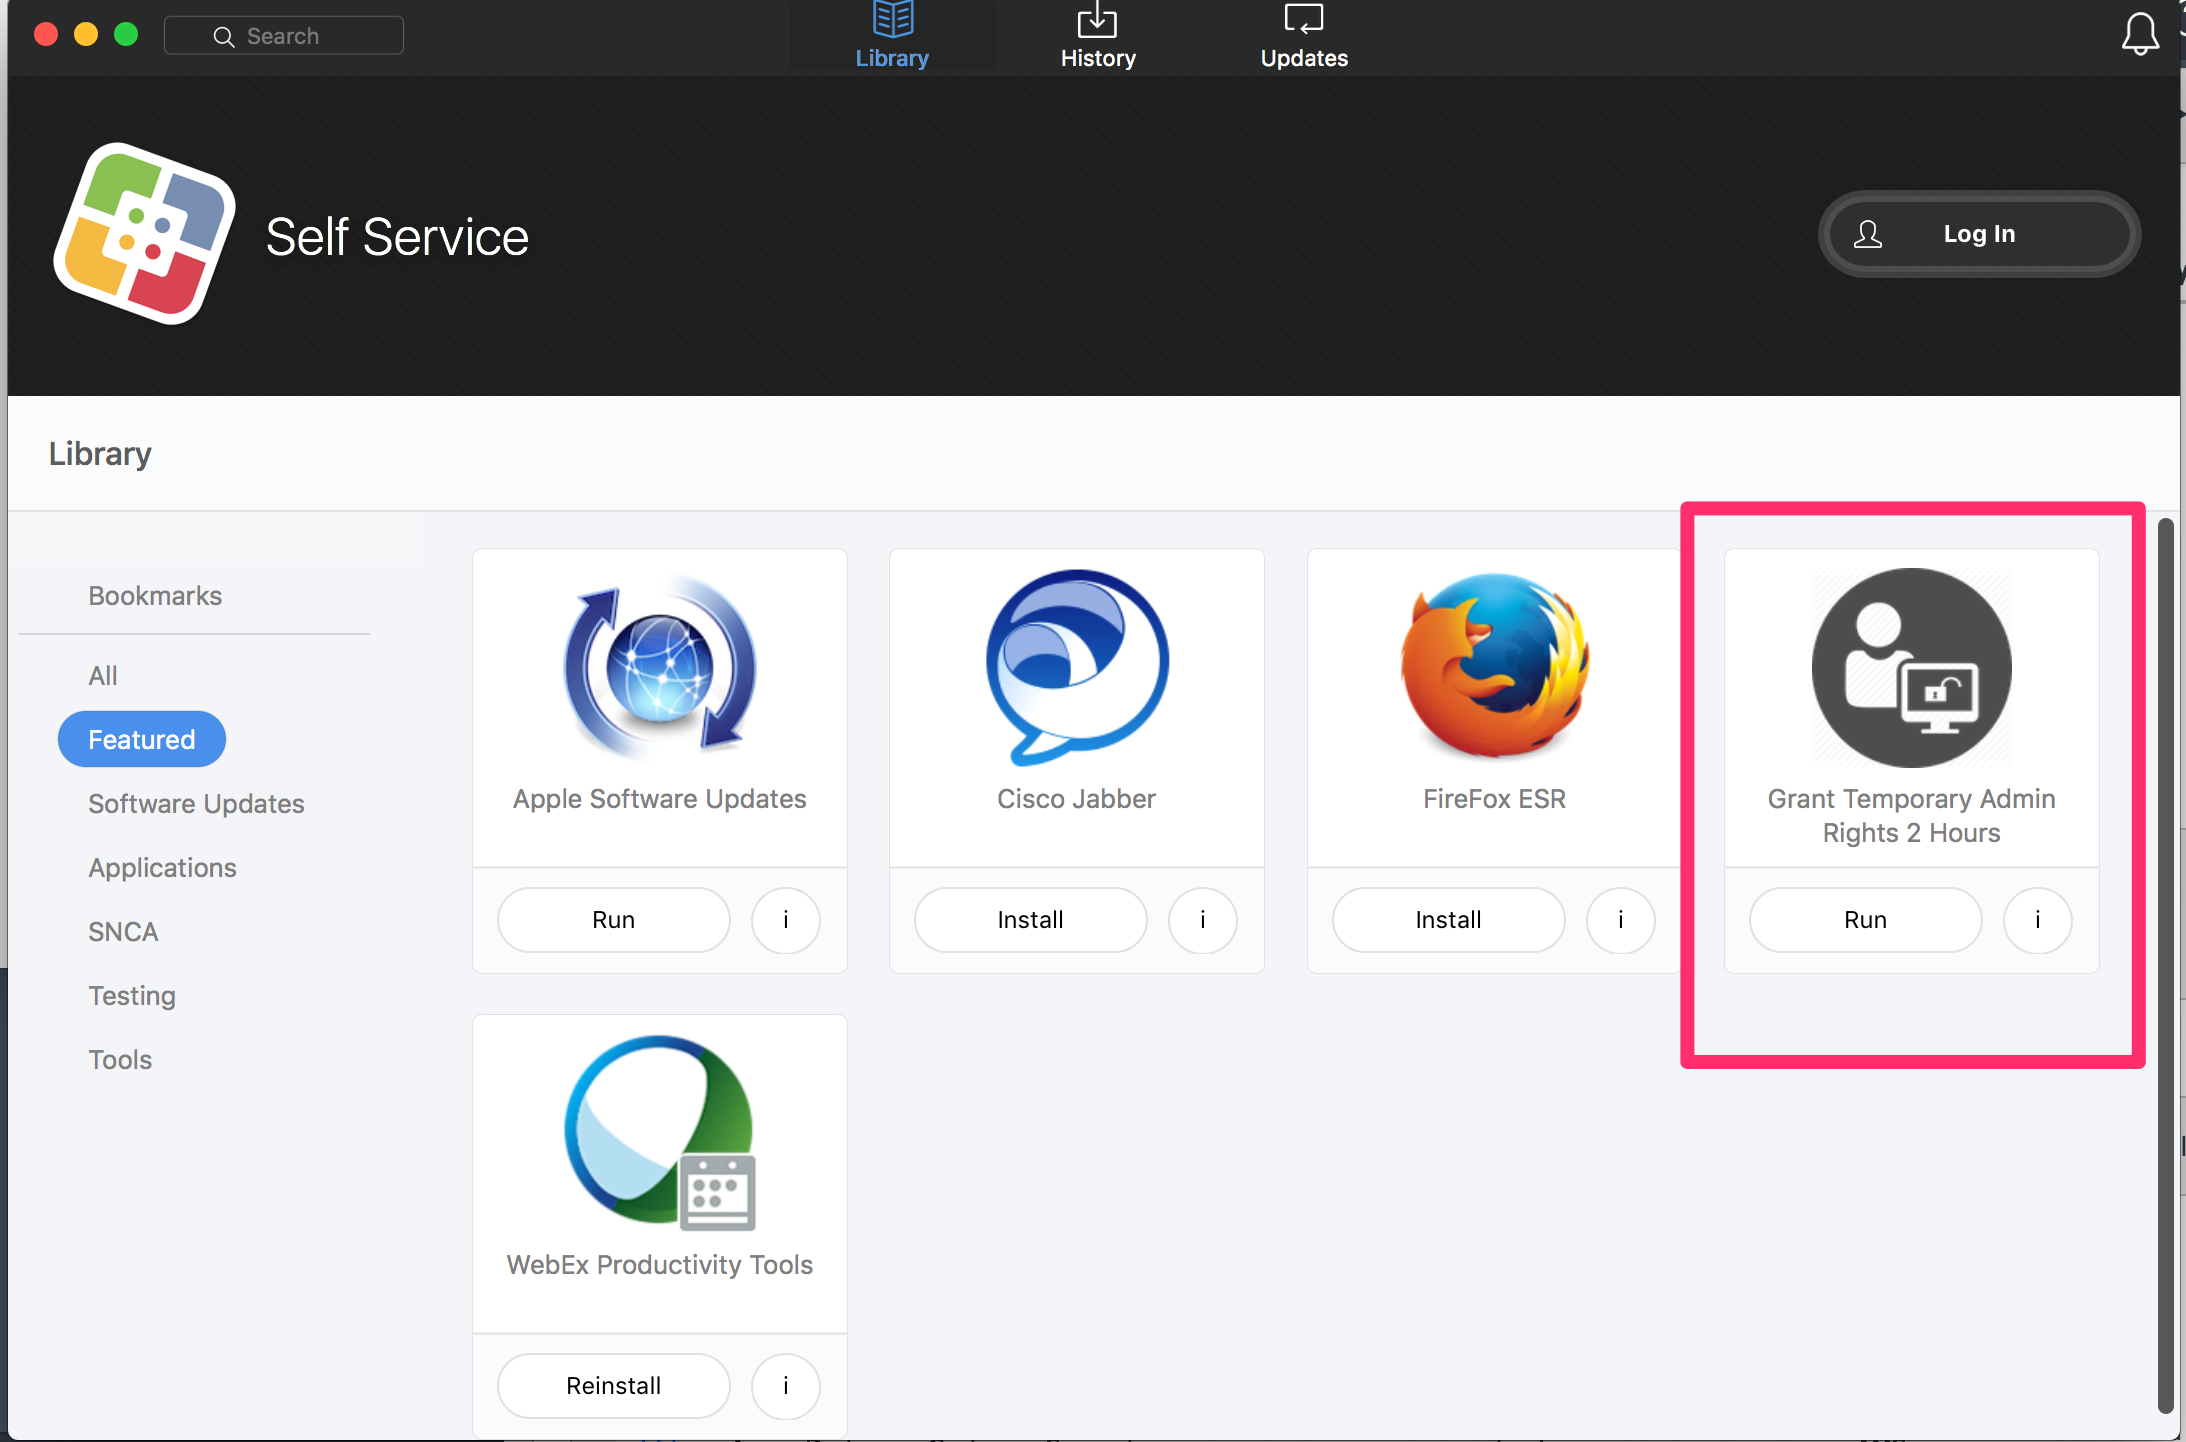 Search
Library
History
Updates
Self Service
Log In
Library
Bookmarks
All
Featured
Software Updates
Applications
SNCA
Testing
Tools
Apple Software Updates
Run
i
Cisco Jabber
Install
i
FireFox ESR
Install
i
Grant Temporary Admin
Rights 2 Hours
Run
i
WebEx Productivity Tools
Reinstall
i